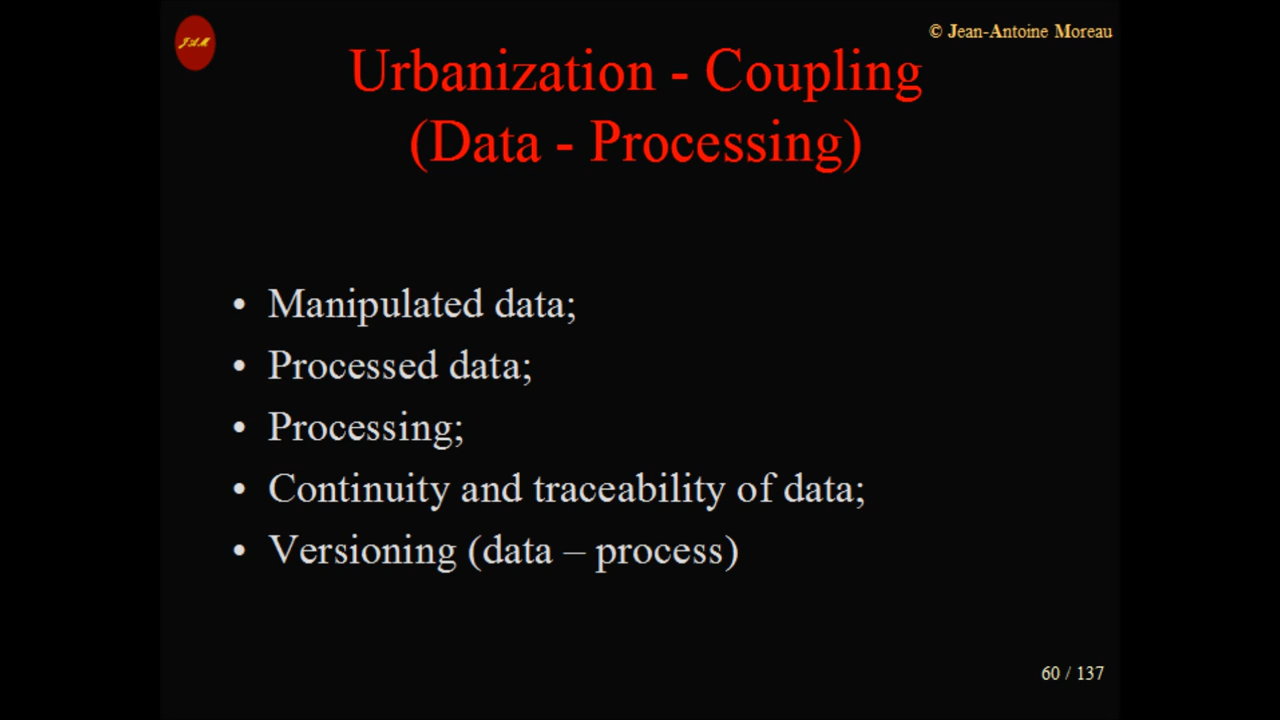 JAM
© Jean-Antoine Moreau
Urbanization - Coupling
(Data - Processing)
• Manipulated data;
• Processed data;
• Processing;
• Continuity and traceability of data;
• Versioning (data – process)
60 / 137